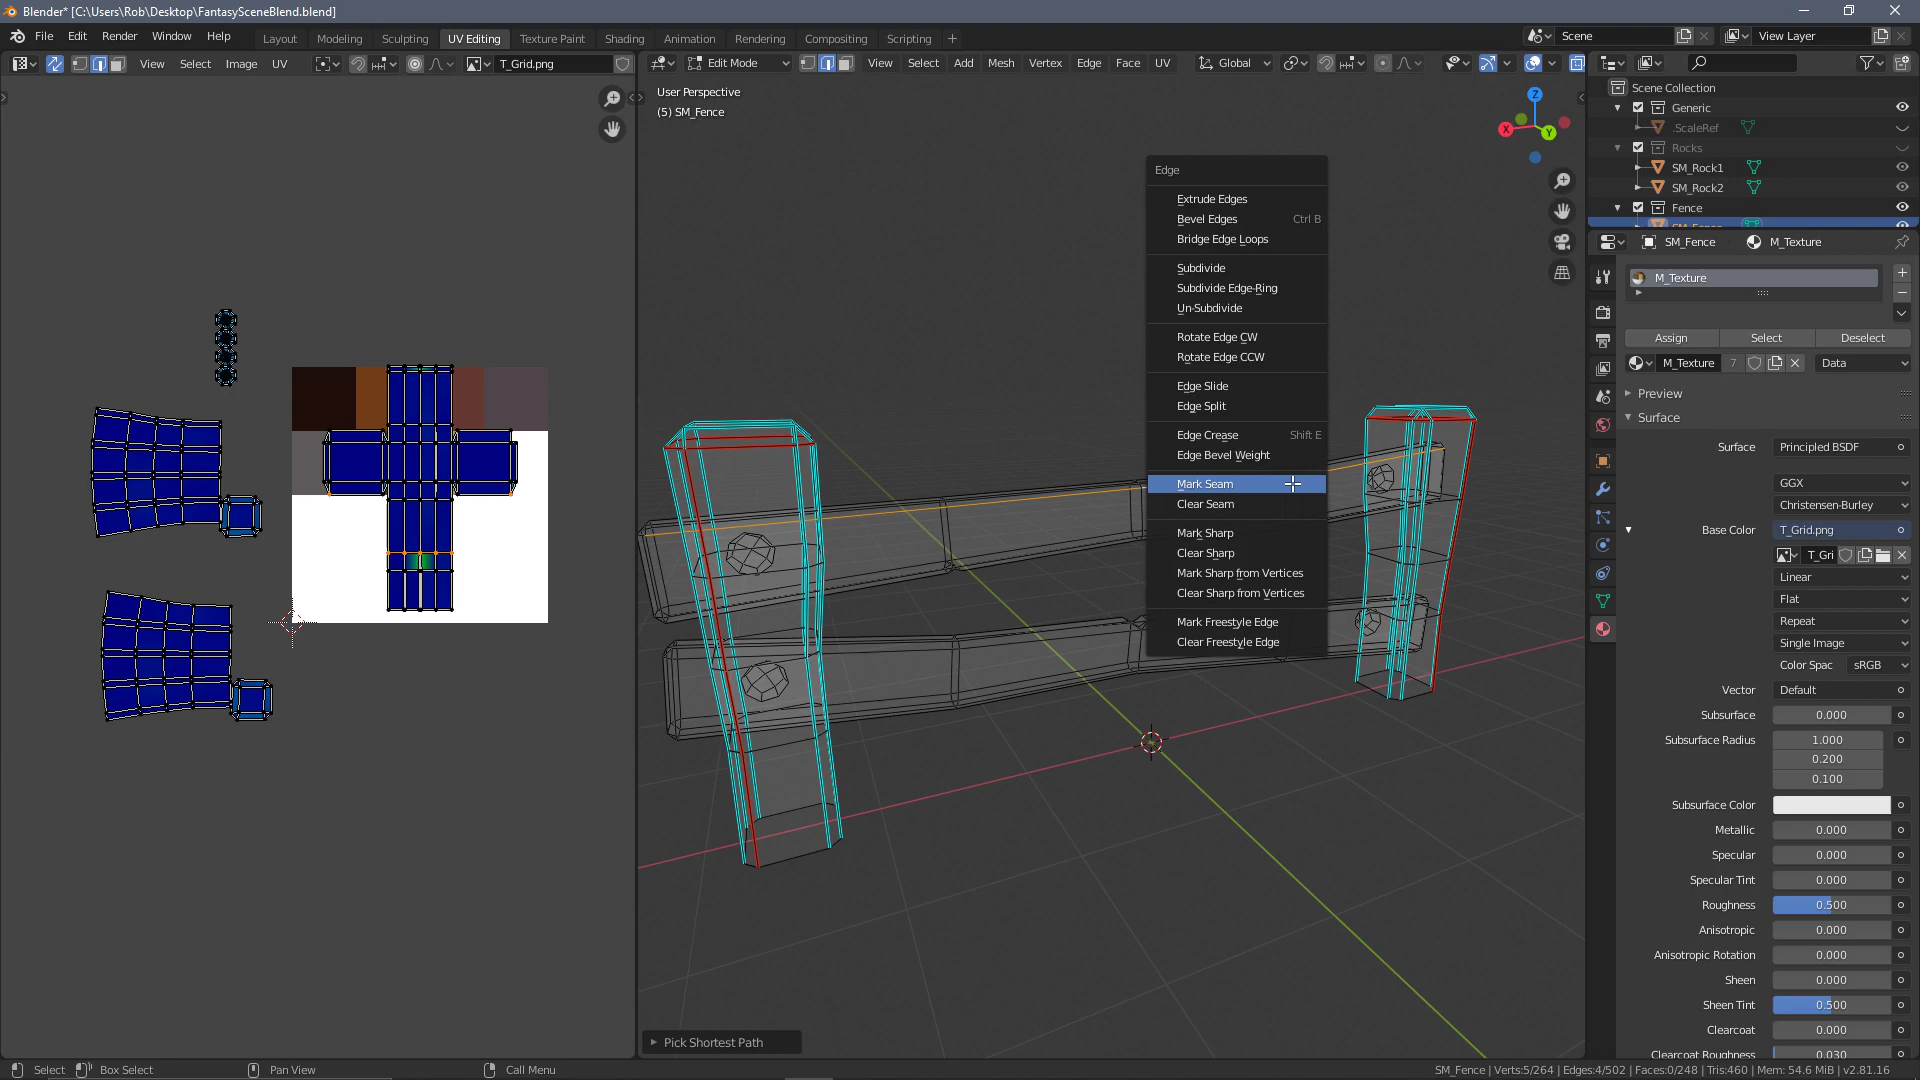 Blender* [C:\Users\Rob\Desktop\FantasySceneBlend.blend]
File Edit Render Window Help
Layout Modeling Sculpting UV Editing Texture Paint Shading Animation Rendering Compositing Scripting +
Scene
View Layer
View Select Image UV
T_Grid.png
Edit Mode
View Select Add Mesh Vertex Edge Face UV
Global
User Perspective
(5) SM_Fence
Z
X
Y
Edge
Extrude Edges
Bevel Edges Ctrl B
Bridge Edge Loops
Subdivide
Subdivide Edge-Ring
Un-Subdivide
Rotate Edge CW
Rotate Edge CCW
Edge Slide
Edge Split
Edge Crease Shift E
Edge Bevel Weight
Mark Seam
Clear Seam
Mark Sharp
Clear Sharp
Mark Sharp from Vertices
Clear Sharp from Vertices
Mark Freestyle Edge
Clear Freestyle Edge
Pick Shortest Path
Scene Collection
Generic
.ScaleRef
Rocks
SM_Rock1
SM_Rock2
Fence
SM_Fence
SM_Fence M_Texture
M_Texture
Assign Select Deselect
M_Texture 7 Data
Preview
Surface
Surface Principled BSDF
GGX
Christensen-Burley
Base Color T_Grid.png
T_Gri
Linear
Flat
Repeat
Single Image
Color Spac sRGB
Vector Default
Subsurface 0.000
Subsurface Radius 1.000
0.200
0.100
Subsurface Color
Metallic 0.000
Specular 0.000
Specular Tint 0.000
Roughness 0.500
Anisotropic 0.000
Anisotropic Rotation 0.000
Sheen 0.000
Sheen Tint 0.500
Clearcoat 0.000
Clearcoat Roughness 0.030
Select Box Select Pan View Call Menu
SM_Fence | Verts:5/264 | Edges:4/502 | Faces:0/248 | Tris:460 | Mem: 54.6 MiB | v2.81.16